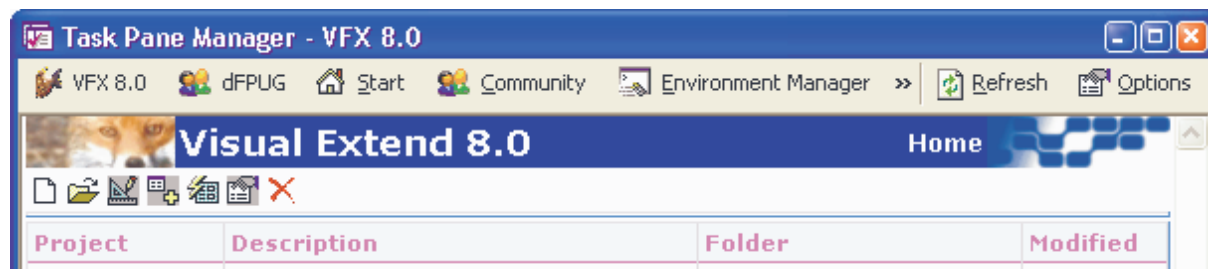 Task Pane Manager - VFX 8.0
VFX 8.0 dFPUG Start Community Environment Manager » Refresh Options
Visual Extend 8.0 Home
Project Description Folder Modified